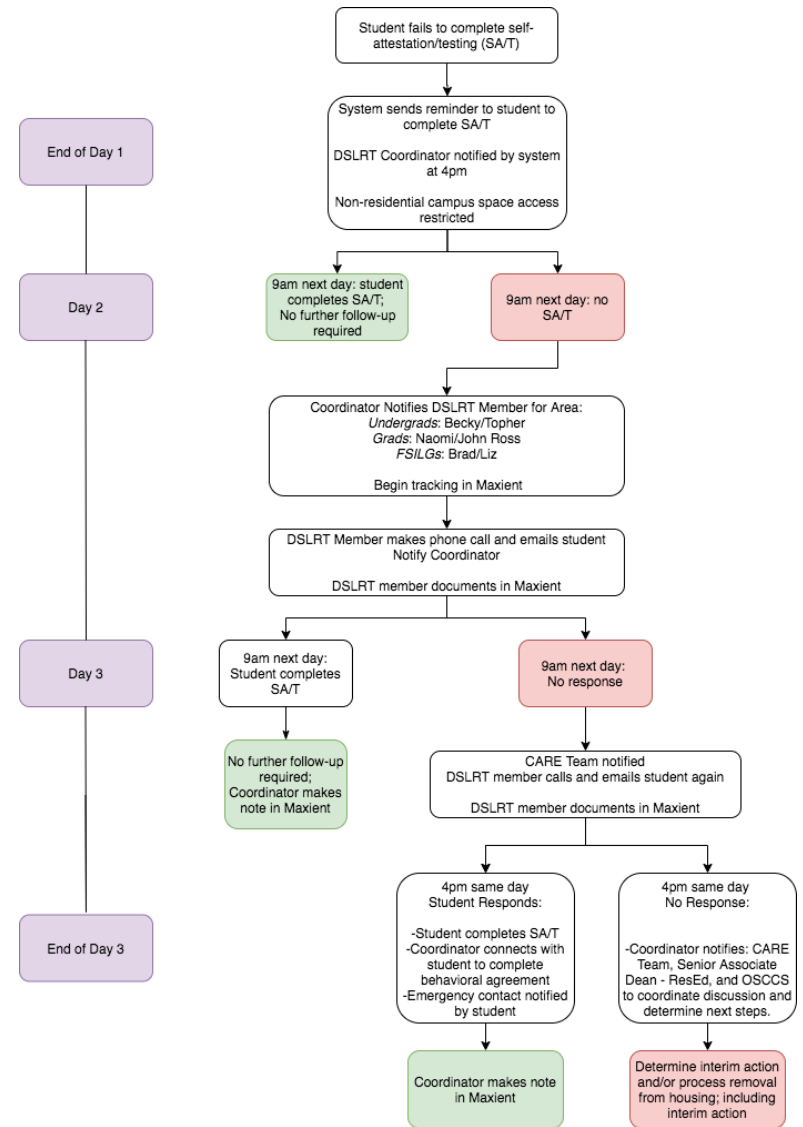 Student fails to complete self-
attestation/testing (SA/T)
System sends reminder to student to
complete SA/T
DSLRT Coordinator notified by system
at 4pm
Non-residential campus space access
restricted
End of Day 1
Day 2
9am next day: student
completes SA/T;
No further follow-up
required
9am next day: no
SA/T
Coordinator Notifies DSLRT Member for Area:
Undergrads: Becky/Topher
Grads: Naomi/John Ross
FSILGs: Brad/Liz
Begin tracking in Maxient
DSLRT Member makes phone call and emails student
Notify Coordinator
DSLRT member documents in Maxient
Day 3
9am next day:
Student completes
SA/T
9am next day:
No response
No further follow-up
required;
Coordinator makes
note in Maxient
CARE Team notified
DSLRT member calls and emails student again
DSLRT member documents in Maxient
End of Day 3
4pm same day
Student Responds:
-Student completes SA/T
-Coordinator connects with
student to complete
behavioral agreement
-Emergency contact notified
by student
4pm same day
No Response:
-Coordinator notifies: CARE
Team, Senior Associate
Dean - ResEd, and OSCCS
to coordinate discussion and
determine next steps.
Coordinator makes note
in Maxient
Determine interim action
and/or process removal
from housing; including
interim action